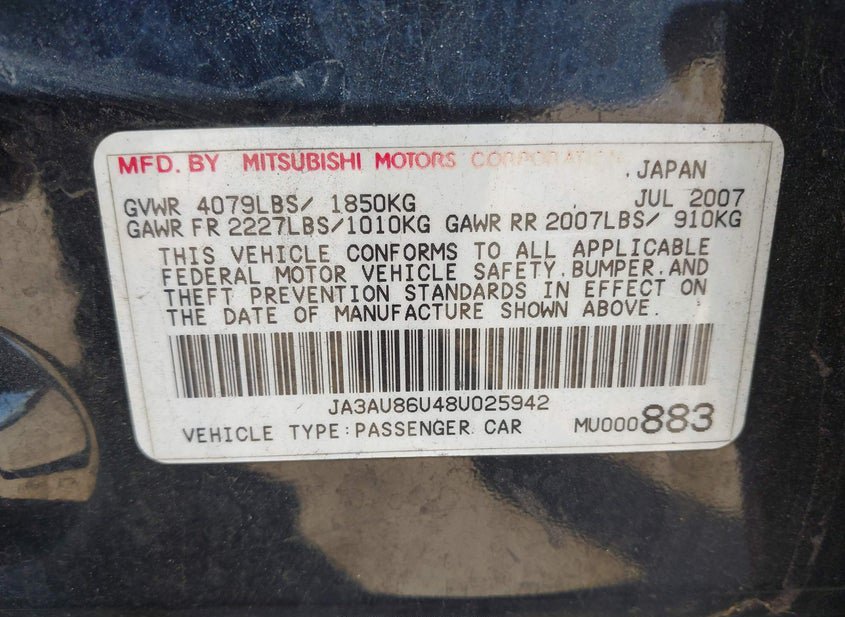 MFD. BY MITSUBISHI MOTORS CORPORATION, JAPAN
GVWR 4079LBS/ 1850KG JUL 2007
GAWR FR 2227LBS/1010KG GAWR RR 2007LBS/ 910KG
THIS VEHICLE CONFORMS TO ALL APPLICABLE
FEDERAL MOTOR VEHICLE SAFETY, BUMPER, AND
THEFT PREVENTION STANDARDS IN EFFECT ON
THE DATE OF MANUFACTURE SHOWN ABOVE.
JA3AU86U48U025942
VEHICLE TYPE:PASSENGER CAR MU000883